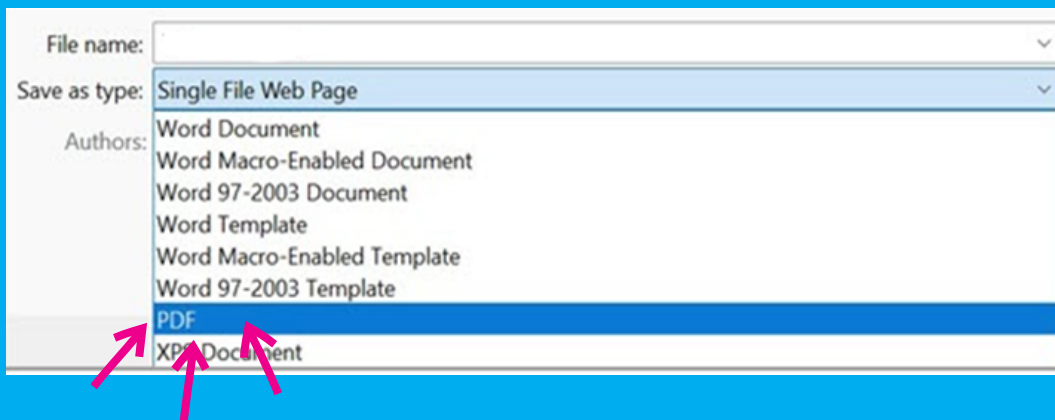 File name:
Save as type: Single File Web Page
Authors:
Word Document
Word Macro-Enabled Document
Word 97-2003 Document
Word Template
Word Macro-Enabled Template
Word 97-2003 Template
PDF
XPS Document